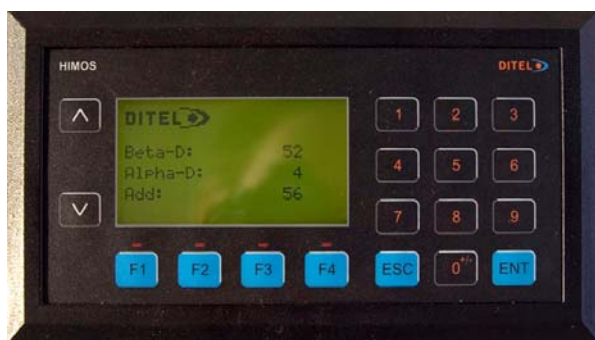 HIMOS
DITEL
DITEL
Beta-D: 52
Alpha-D: 4
Add: 56
1 2 3
4 5 6
7 8 .9
F1 F2 F3 F4 ESC 0+/- ENT